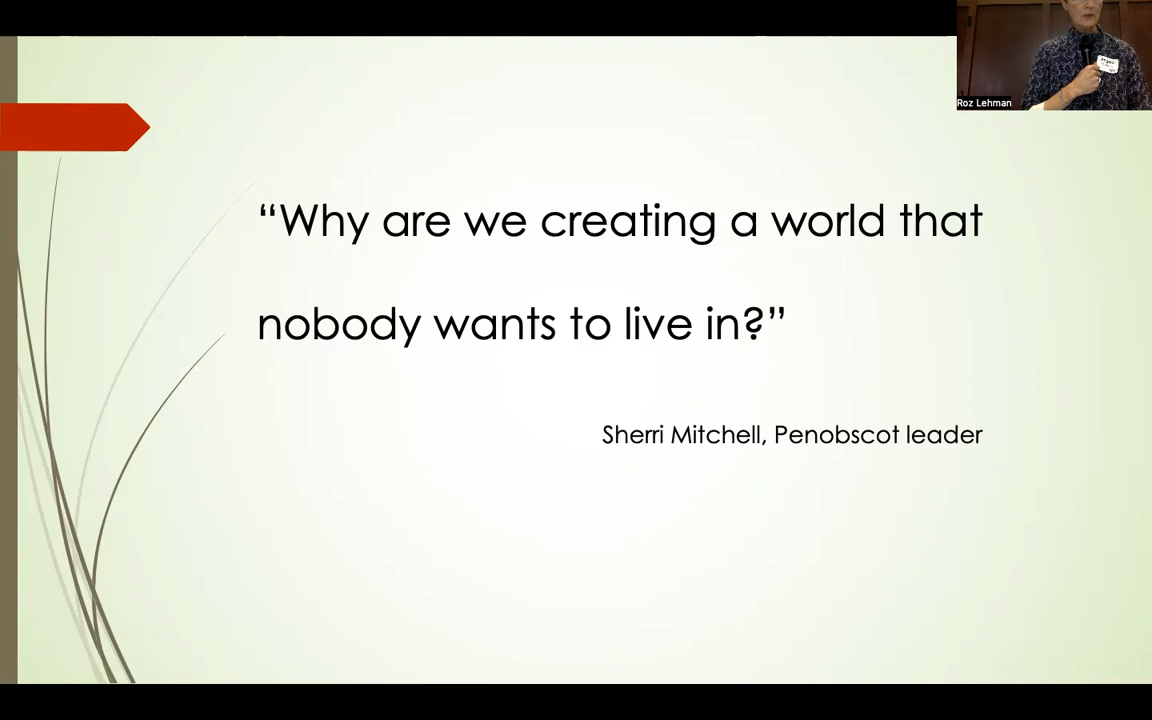 Roz Lehman
“Why are we creating a world that
nobody wants to live in?”
Sherri Mitchell, Penobscot leader